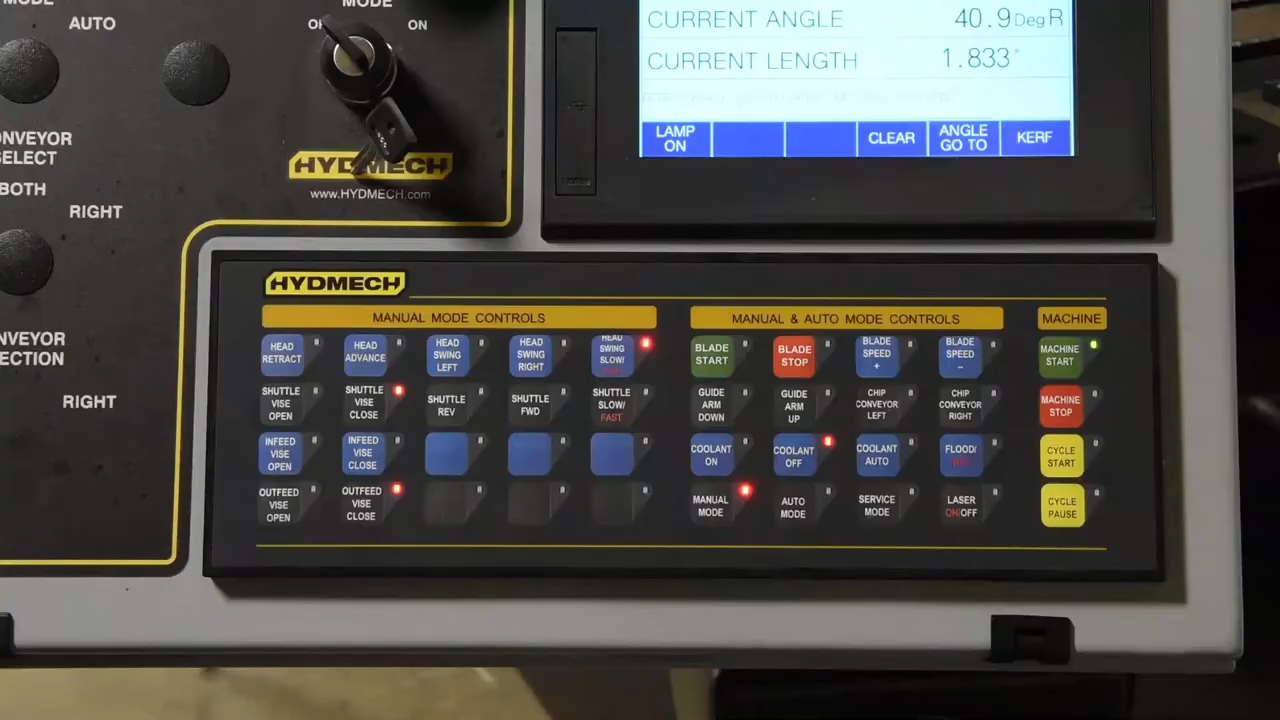 MODE
AUTO
MODE
ON
CONVEYOR
SELECT
BOTH
RIGHT
HYDMECH
www.HYDMECH.com
RIGHT
CURRENT ANGLE 40.9 Deg R
CURRENT LENGTH 1.833"
LAMP ON
CLEAR
ANGLE GO TO
KERF
HYDMECH
MANUAL MODE CONTROLS
MANUAL & AUTO MODE CONTROLS
MACHINE
HEAD RETRACT
HEAD ADVANCE
HEAD SWING LEFT
HEAD SWING RIGHT
HEAD SWING SLOW/
BLADE START
BLADE STOP
BLADE SPEED +
BLADE SPEED –
MACHINE START
SHUTTLE VISE OPEN
SHUTTLE VISE CLOSE
SHUTTLE REV
SHUTTLE FWD
SHUTTLE SLOW/ FAST
GUIDE ARM DOWN
GUIDE ARM UP
CHIP CONVEYOR LEFT
CHIP CONVEYOR RIGHT
MACHINE STOP
INFEED VISE OPEN
INFEED VISE CLOSE
COOLANT ON
COOLANT OFF
COOLANT AUTO
FLOOD/
CYCLE START
OUTFEED VISE OPEN
OUTFEED VISE CLOSE
MANUAL MODE
AUTO MODE
SERVICE MODE
LASER ON/OFF
CYCLE PAUSE